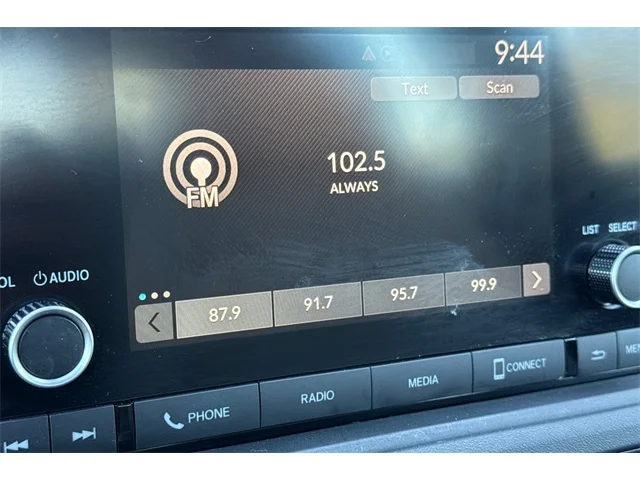 9:44
Text Scan
102.5
FM
ALWAYS
LIST SELECT
OL AUDIO
87.9 91.7 95.7 99.9
PHONE RADIO MEDIA CONNECT
MEN